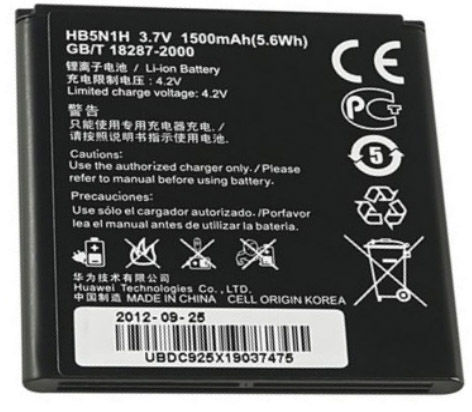 HB5N1H 3.7V 1500mAh(5.6Wh)
GB/T 18287-2000
锂离子电池 / Li-ion Battery
充电限制电压 : 4.2V
Limited charge voltage: 4.2V
警告
只能使用专用充电器充电./
请按照说明书指示使用电池.
Cautions:
Use the authorized charger only./Please
refer to manual before using battery.
Precauciones:
Use sólo el cargador autorizado./Porfavor
lea el manual antes de utilizar la batería.
华为技术有限公司
Huawei Technologies Co.,LTD.
中国制造 MADE IN CHINA CELL ORIGIN KOREA
2012-09-25
UBDC925X19037475
CE
PCT
5